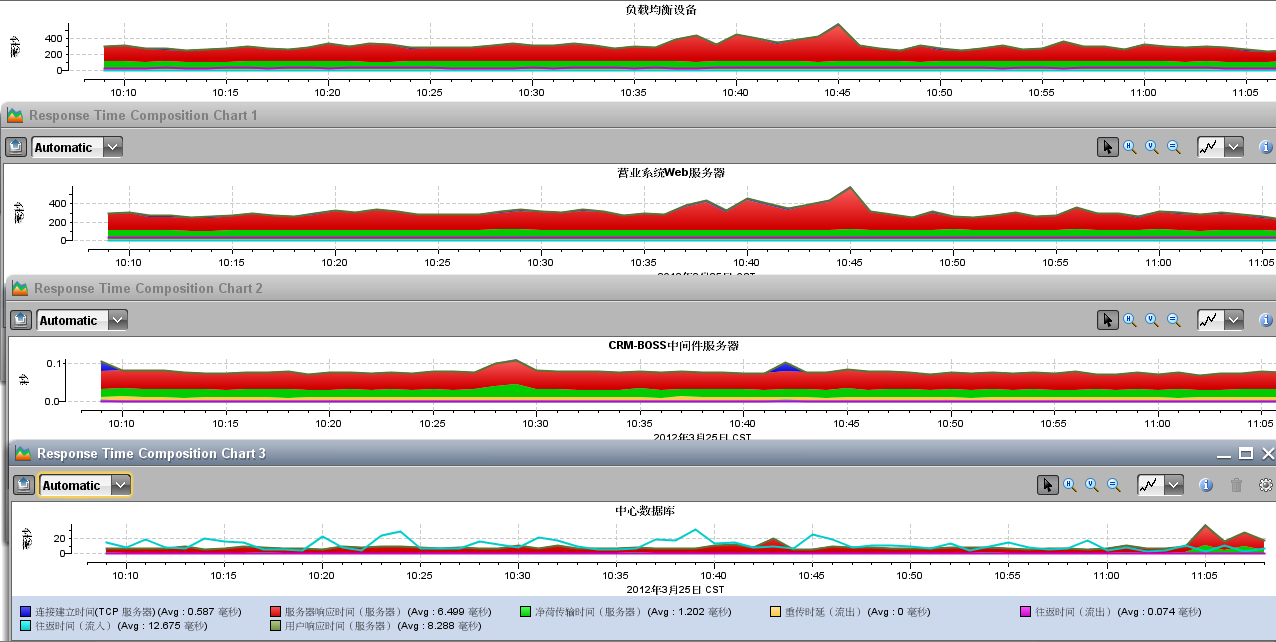 负载均衡设备
毫秒
400
200
0
10:10 10:15 10:20 10:25 10:30 10:35 10:40 10:45 10:50 10:55 11:00 11:05
Response Time Composition Chart 1
Automatic
营业系统Web服务器
毫秒
400
200
0
10:10 10:15 10:20 10:25 10:30 10:35 10:40 10:45 10:50 10:55 11:00 11:05
2012年3月25日 CST
Response Time Composition Chart 2
Automatic
CRM-BOSS中间件服务器
秒
0.1
0.0
10:10 10:15 10:20 10:25 10:30 10:35 10:40 10:45 10:50 10:55 11:00 11:05
2012年3月25日 CST
Response Time Composition Chart 3
Automatic
中心数据库
毫秒
20
0
10:10 10:15 10:20 10:25 10:30 10:35 10:40 10:45 10:50 10:55 11:00 11:05
2012年3月25日 CST
连接建立时间(TCP 服务器) (Avg : 0.587 毫秒) 服务器响应时间（服务器）(Avg : 6.499 毫秒) 净荷传输时间（服务器）(Avg : 1.202 毫秒) 重传时延（流出）(Avg : 0 毫秒) 往返时间（流出）(Avg : 0.074 毫秒)
往返时间（流入）(Avg : 12.675 毫秒) 用户响应时间（服务器）(Avg : 8.288 毫秒)